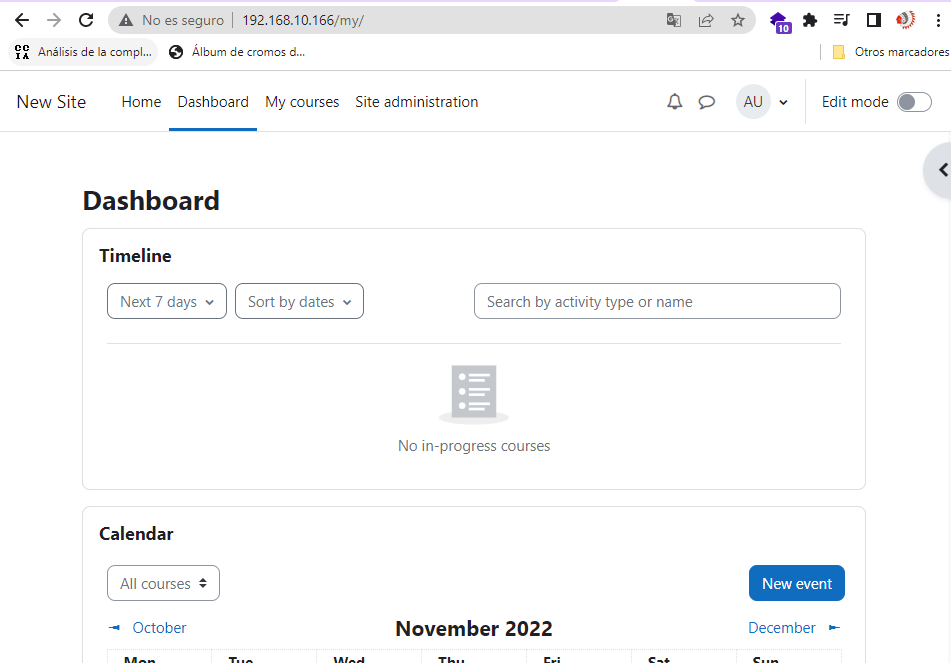 No es seguro 192.168.10.166/my/
10
CC
IA
Análisis de la compl... Álbum de cromos d... Otros marcadores
New Site Home Dashboard My courses Site administration AU Edit mode
Dashboard
Timeline
Next 7 days Sort by dates Search by activity type or name
No in-progress courses
Calendar
All courses New event
October November 2022 December
Mon Tue Wed Thu Fri Sat Sun